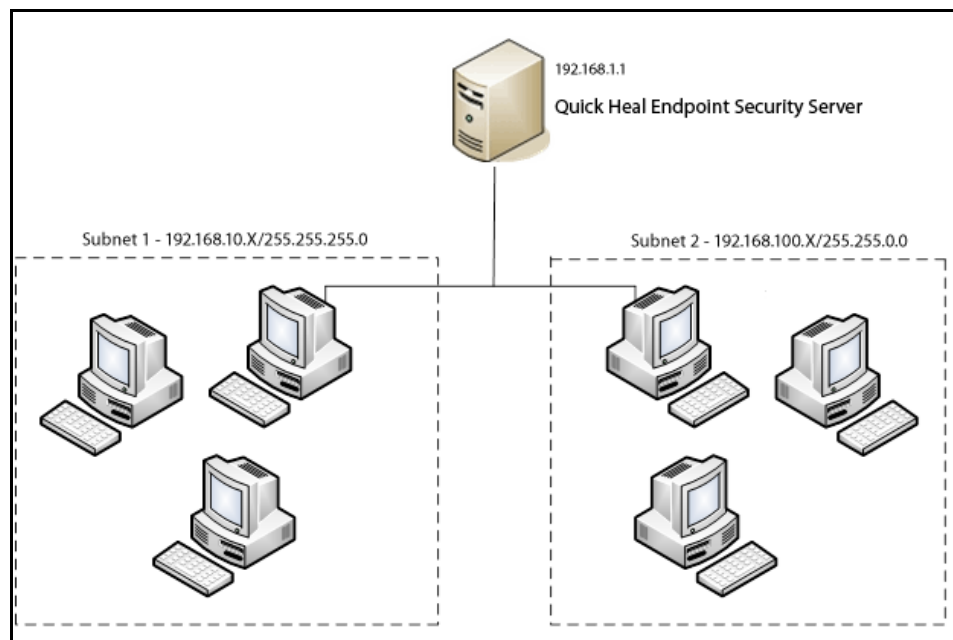 192.168.1.1
Quick Heal Endpoint Security Server
Subnet 1 - 192.168.10.X/255.255.255.0
Subnet 2 - 192.168.100.X/255.255.0.0